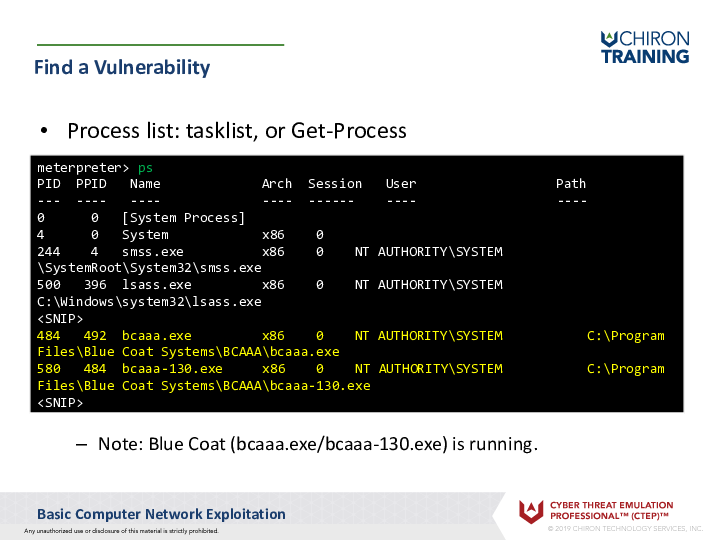 CHIRON
TRAINING
Find a Vulnerability
• Process list: tasklist, or Get-Process
meterpreter> ps
PID PPID Name Arch Session User Path
--- ---- ---- ---- ------ ---- ----
0 0 [System Process]
4 0 System x86 0
244 4 smss.exe x86 0 NT AUTHORITY\SYSTEM
\SystemRoot\System32\smss.exe
500 396 lsass.exe x86 0 NT AUTHORITY\SYSTEM
C:\Windows\system32\lsass.exe
<SNIP>
484 492 bcaaa.exe x86 0 NT AUTHORITY\SYSTEM C:\Program
Files\Blue Coat Systems\BCAAA\bcaaa.exe
580 484 bcaaa-130.exe x86 0 NT AUTHORITY\SYSTEM C:\Program
Files\Blue Coat Systems\BCAAA\bcaaa-130.exe
<SNIP>
– Note: Blue Coat (bcaaa.exe/bcaaa-130.exe) is running.
Basic Computer Network Exploitation
Any unauthorized use or disclosure of this material is strictly prohibited.
CYBER THREAT EMULATION
PROFESSIONAL™ (CTEP)™
© 2019 CHIRON TECHNOLOGY SERVICES, INC.